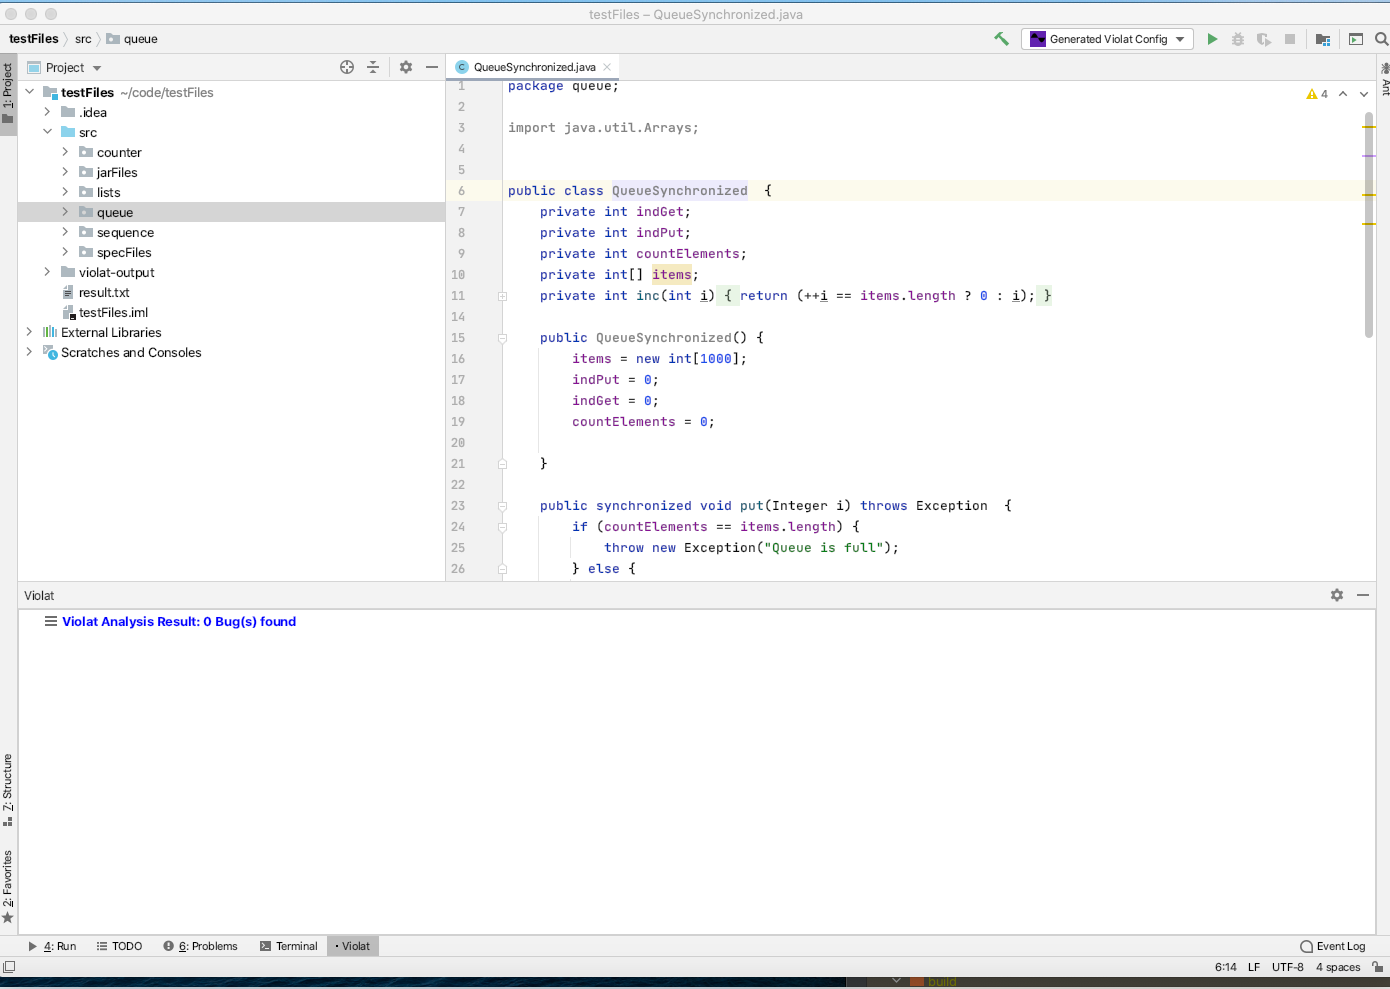 testFiles – QueueSynchronized.java
testFiles src queue
Generated Violat Config
1: Project
Project
QueueSynchronized.java
Ant
testFiles ~/code/testFiles
.idea
src
counter
jarFiles
lists
queue
sequence
specFiles
violat-output
result.txt
testFiles.iml
External Libraries
Scratches and Consoles
4
1 package queue;
2
3 import java.util.Arrays;
4
5
6 public class QueueSynchronized  {
7 private int indGet;
8 private int indPut;
9 private int countElements;
10 private int[] items;
11 private int inc(int i) { return (++i == items.length ? 0 : i); }
14
15 public QueueSynchronized() {
16 items = new int[1000];
17 indPut = 0;
18 indGet = 0;
19 countElements = 0;
20
21 }
22
23 public synchronized void put(Integer i) throws Exception  {
24 if (countElements == items.length) {
25 throw new Exception("Queue is full");
26 } else {
Violat
Violat Analysis Result: 0 Bug(s) found
7: Structure
2: Favorites
4: Run TODO 6: Problems Terminal Violat Event Log
6:14 LF UTF-8 4 spaces
build